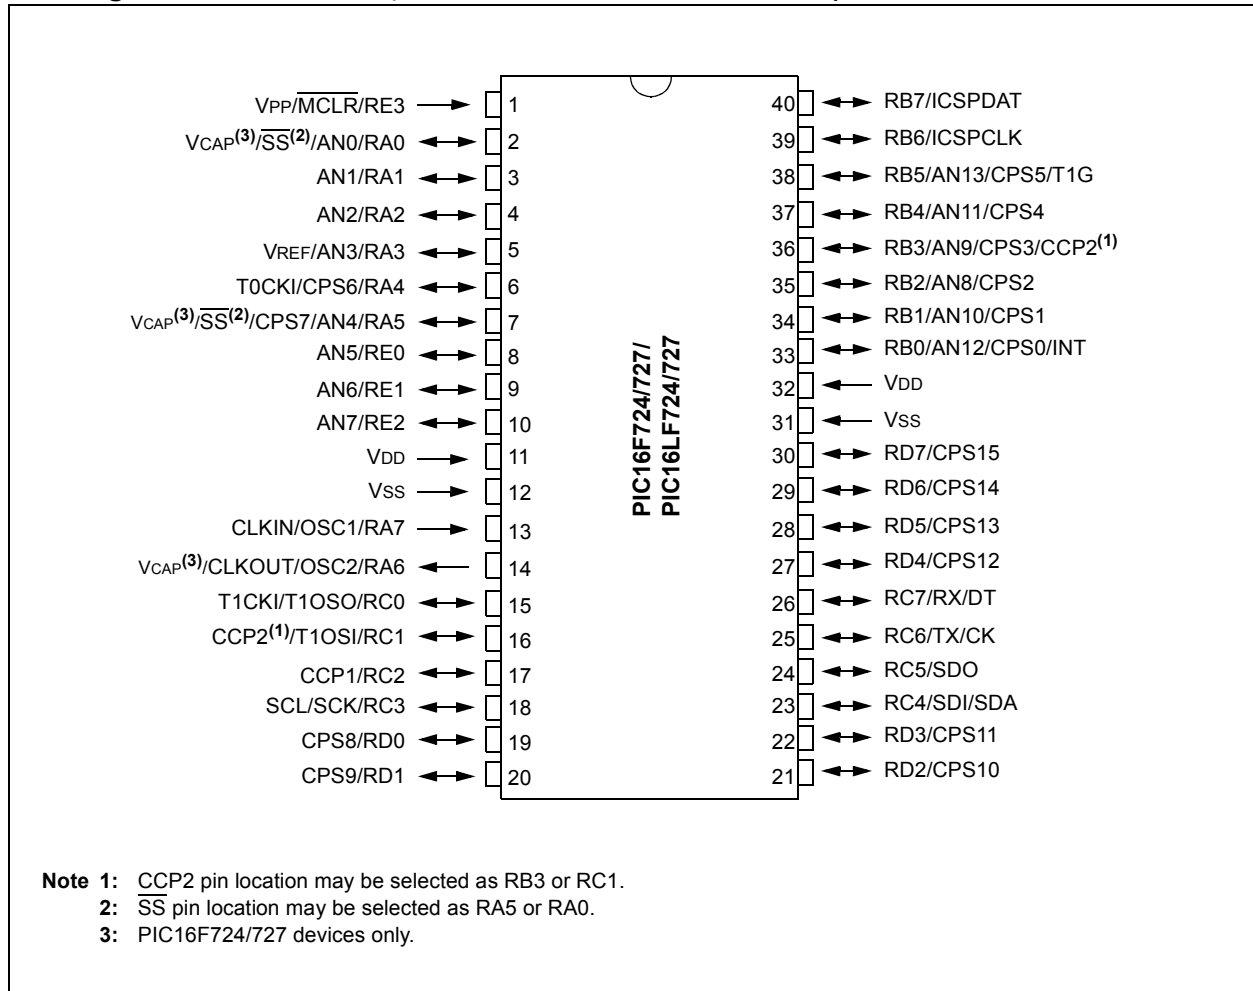 VPP/MCLR/RE3
VCAP(3)/SS(2)/AN0/RA0
AN1/RA1
AN2/RA2
VREF/AN3/RA3
T0CKI/CPS6/RA4
VCAP(3)/SS(2)/CPS7/AN4/RA5
AN5/RE0
AN6/RE1
AN7/RE2
VDD
VSS
CLKIN/OSC1/RA7
VCAP(3)/CLKOUT/OSC2/RA6
T1CKI/T1OSO/RC0
CCP2(1)/T1OSI/RC1
CCP1/RC2
SCL/SCK/RC3
CPS8/RD0
CPS9/RD1
1
2
3
4
5
6
7
8
9
10
11
12
13
14
15
16
17
18
19
20
PIC16F724/727/
PIC16LF724/727
40
39
38
37
36
35
34
33
32
31
30
29
28
27
26
25
24
23
22
21
RB7/ICSPDAT
RB6/ICSPCLK
RB5/AN13/CPS5/T1G
RB4/AN11/CPS4
RB3/AN9/CPS3/CCP2(1)
RB2/AN8/CPS2
RB1/AN10/CPS1
RB0/AN12/CPS0/INT
VDD
VSS
RD7/CPS15
RD6/CPS14
RD5/CPS13
RD4/CPS12
RC7/RX/DT
RC6/TX/CK
RC5/SDO
RC4/SDI/SDA
RD3/CPS11
RD2/CPS10
Note 1: CCP2 pin location may be selected as RB3 or RC1.
2: SS pin location may be selected as RA5 or RA0.
3: PIC16F724/727 devices only.